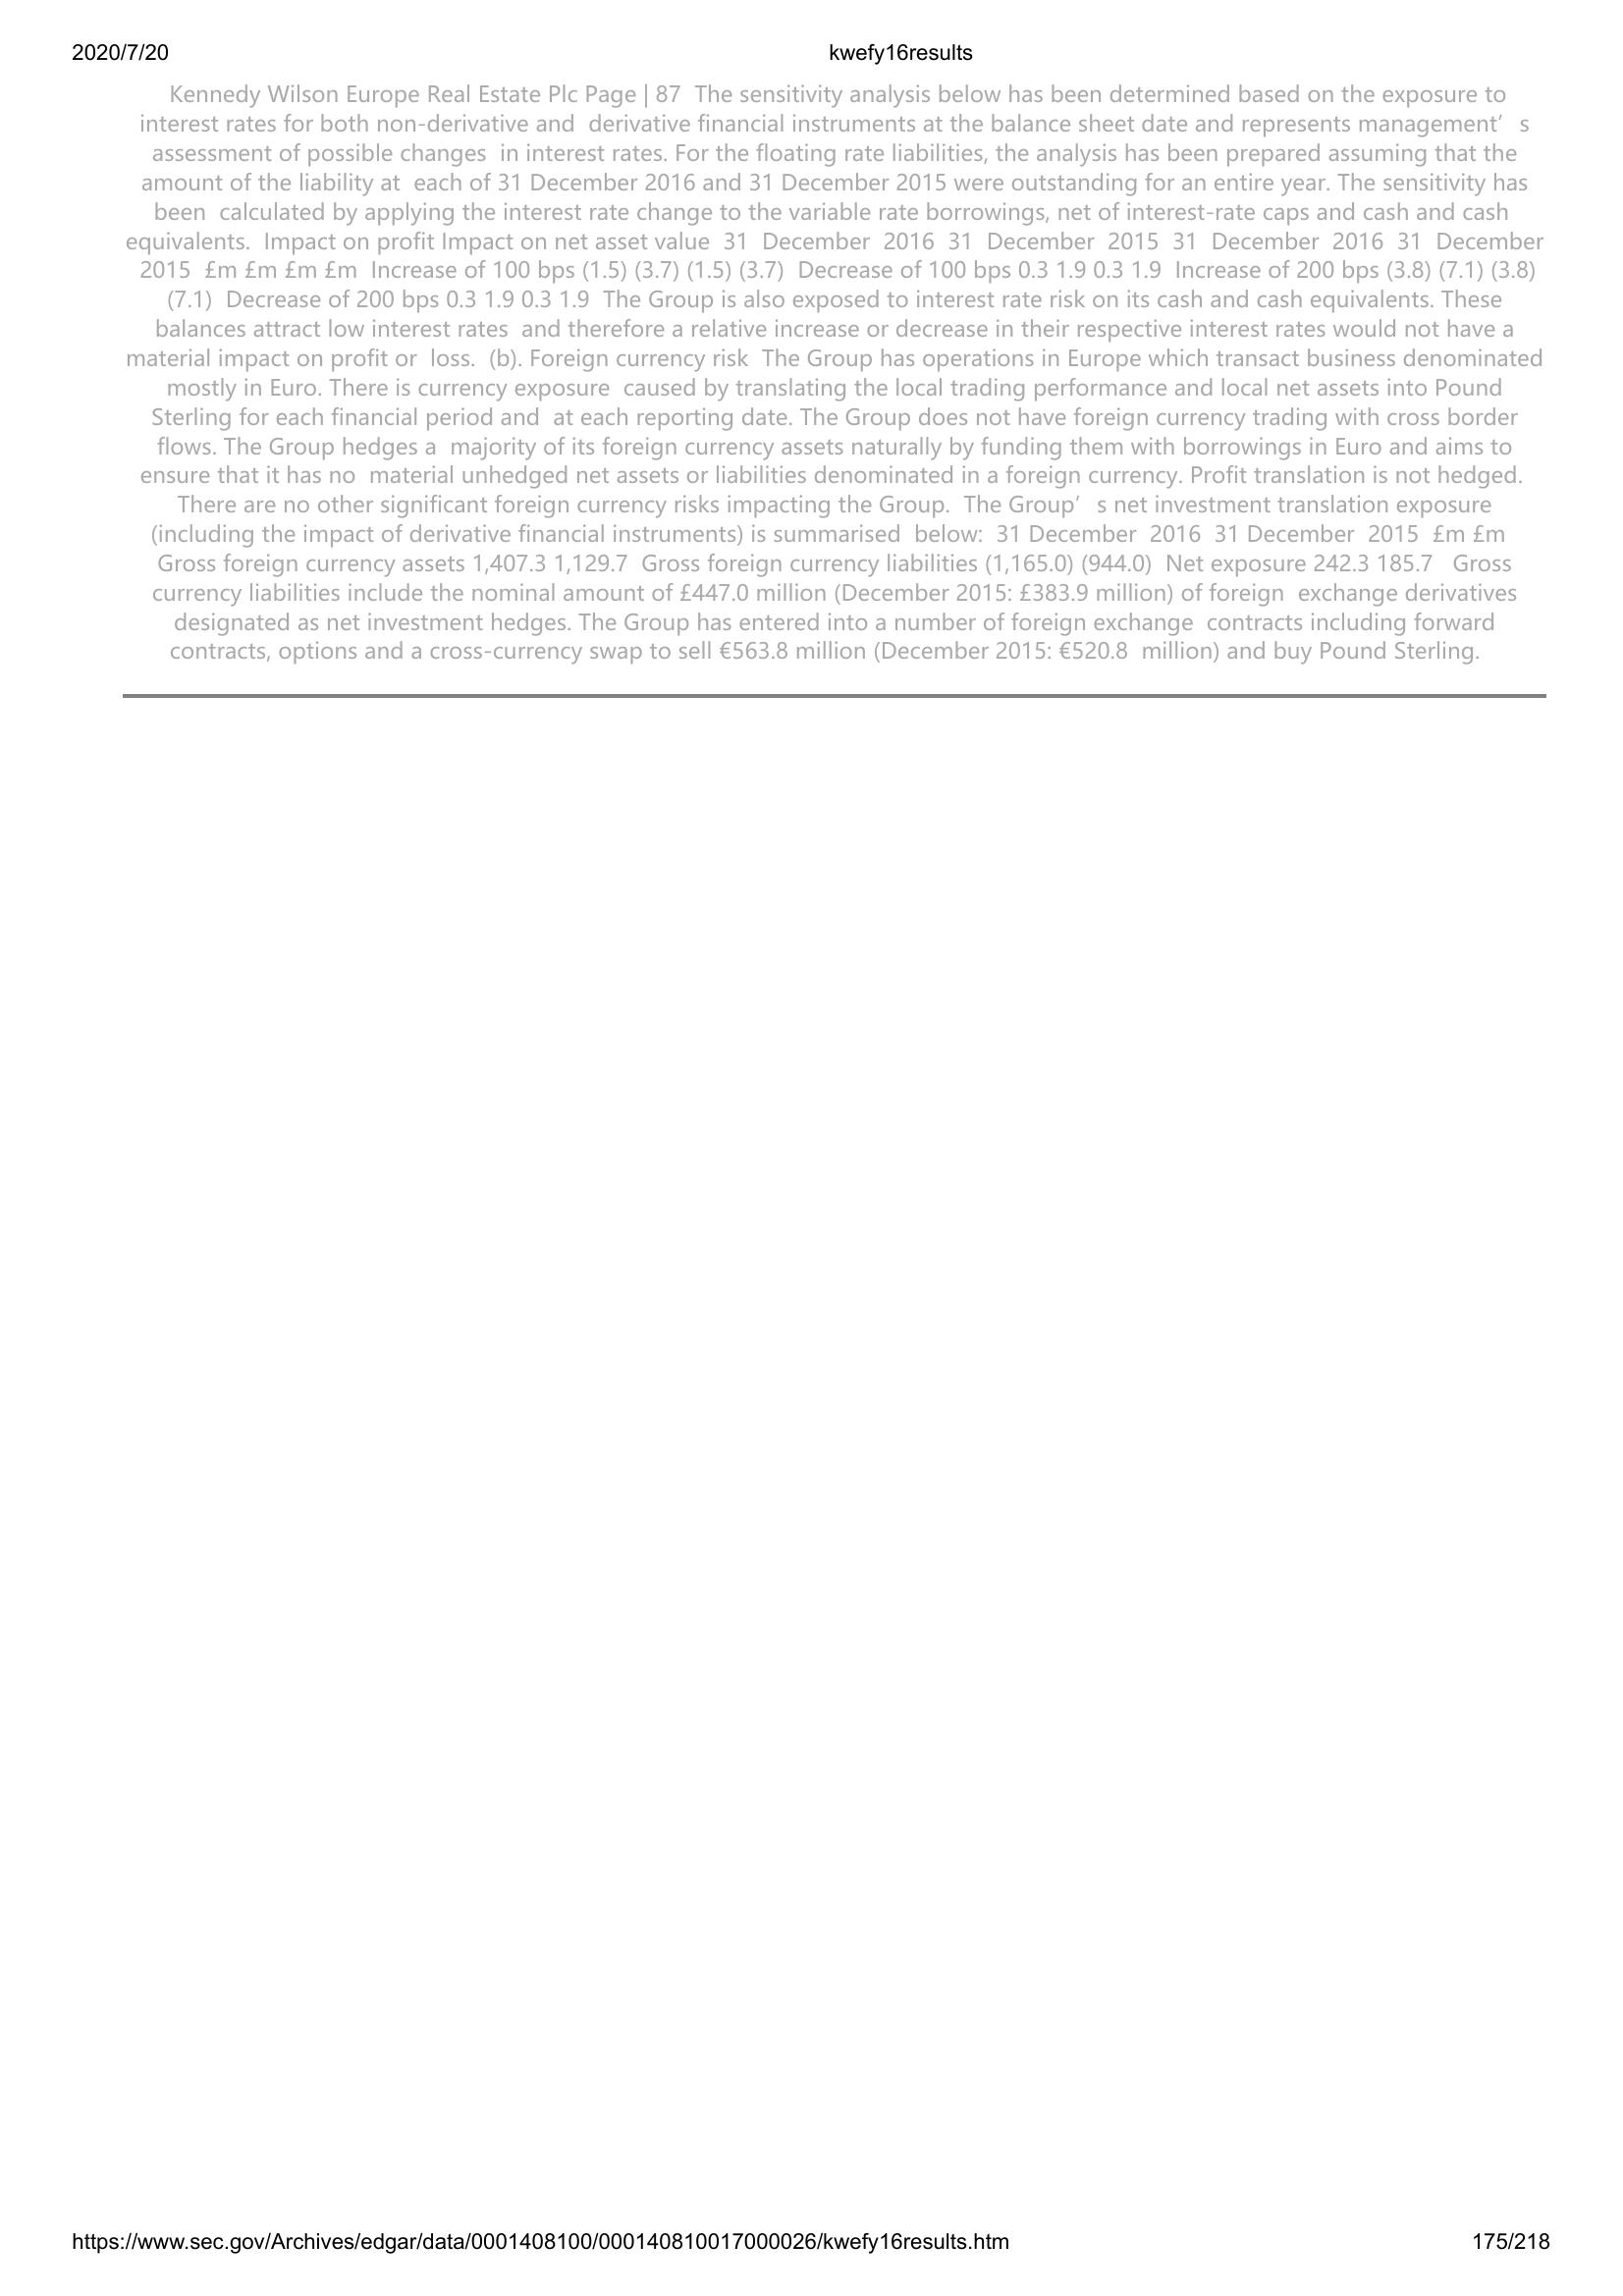 2020/7/20 kwefy16results
Kennedy Wilson Europe Real Estate Plc Page | 87 The sensitivity analysis below has been determined based on the exposure to
interest rates for both non-derivative and derivative financial instruments at the balance sheet date and represents management’ s
assessment of possible changes in interest rates. For the floating rate liabilities, the analysis has been prepared assuming that the
amount of the liability at each of 31 December 2016 and 31 December 2015 were outstanding for an entire year. The sensitivity has
been calculated by applying the interest rate change to the variable rate borrowings, net of interest-rate caps and cash and cash
equivalents. Impact on profit Impact on net asset value 31 December 2016 31 December 2015 31 December 2016 31 December
2015 £m £m £m £m Increase of 100 bps (1.5) (3.7) (1.5) (3.7) Decrease of 100 bps 0.3 1.9 0.3 1.9 Increase of 200 bps (3.8) (7.1) (3.8)
(7.1) Decrease of 200 bps 0.3 1.9 0.3 1.9 The Group is also exposed to interest rate risk on its cash and cash equivalents. These
balances attract low interest rates and therefore a relative increase or decrease in their respective interest rates would not have a
material impact on profit or loss. (b). Foreign currency risk The Group has operations in Europe which transact business denominated
mostly in Euro. There is currency exposure caused by translating the local trading performance and local net assets into Pound
Sterling for each financial period and at each reporting date. The Group does not have foreign currency trading with cross border
flows. The Group hedges a majority of its foreign currency assets naturally by funding them with borrowings in Euro and aims to
ensure that it has no material unhedged net assets or liabilities denominated in a foreign currency. Profit translation is not hedged.
There are no other significant foreign currency risks impacting the Group. The Group’ s net investment translation exposure
(including the impact of derivative financial instruments) is summarised below: 31 December 2016 31 December 2015 £m £m
Gross foreign currency assets 1,407.3 1,129.7 Gross foreign currency liabilities (1,165.0) (944.0) Net exposure 242.3 185.7 Gross
currency liabilities include the nominal amount of £447.0 million (December 2015: £383.9 million) of foreign exchange derivatives
designated as net investment hedges. The Group has entered into a number of foreign exchange contracts including forward
contracts, options and a cross-currency swap to sell €563.8 million (December 2015: €520.8 million) and buy Pound Sterling.
https://www.sec.gov/Archives/edgar/data/0001408100/000140810017000026/kwefy16results.htm 175/218